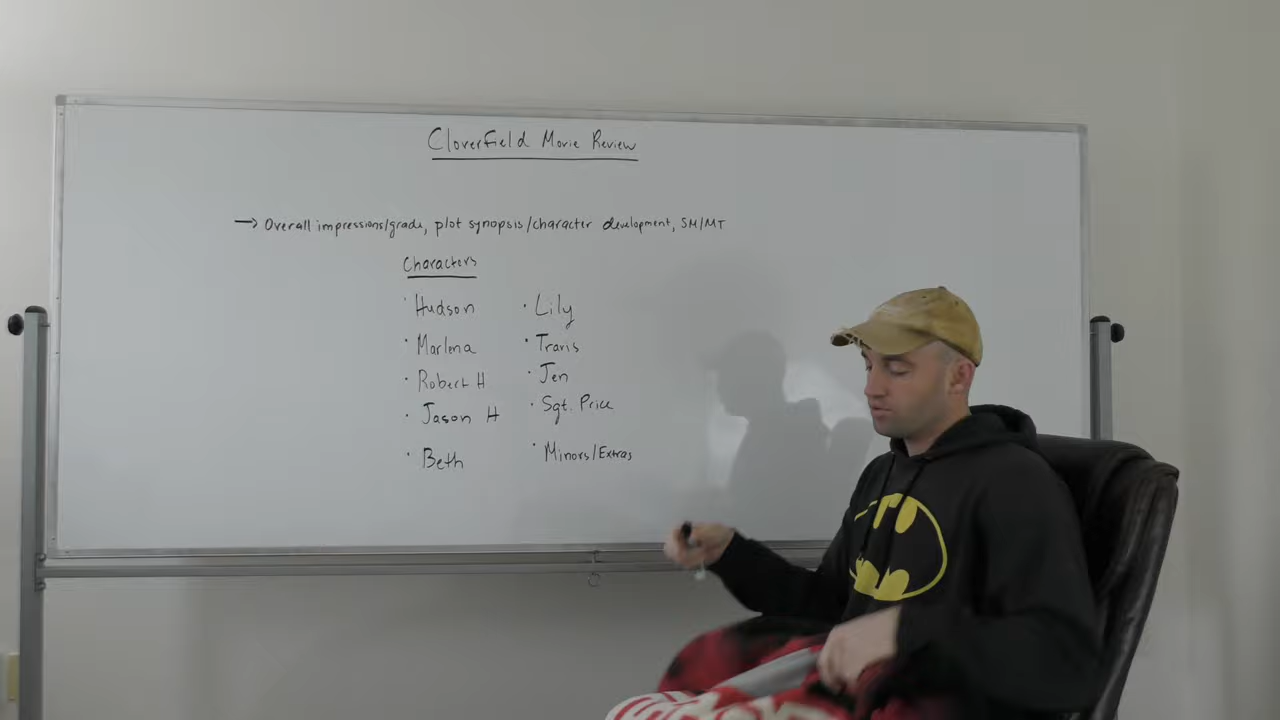 Cloverfield Movie Review
→ Overall impressions/grade, plot synopsis/character development, SM/MT
Charactors
· Hudson
· Marlena
· Robert H
· Jason H
· Beth
· Lily
· Travis
· Jen
· Sgt. Price
· Minors/Extras